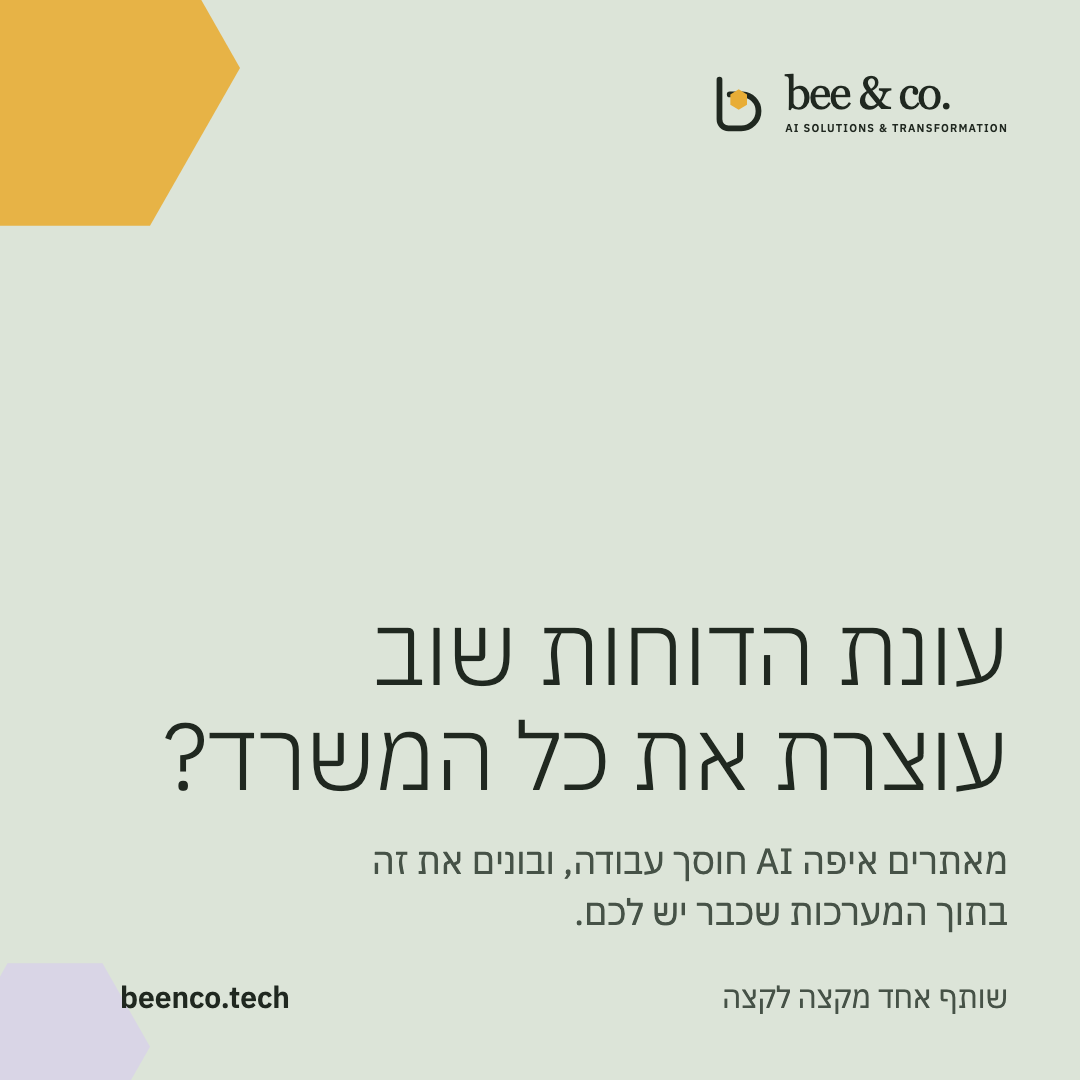 bee & co.
AI SOLUTIONS & TRANSFORMATION
עונת הדוחות שוב
עוצרת את כל המשרד?
מאתרים איפה AI חוסך עבודה, ובונים את זה
בתוך המערכות שכבר יש לכם.
שותף אחד מקצה לקצה
beenco.tech